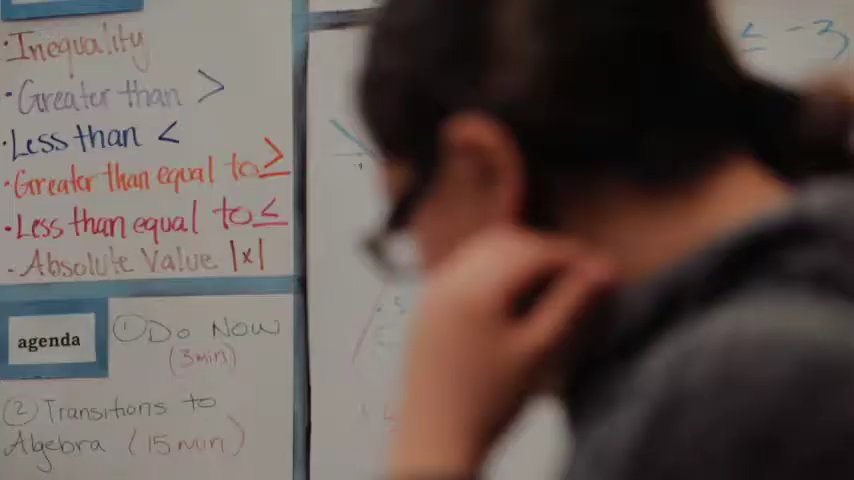 ·Inequality
·Greater than >
·Less than <
·Greater than equal to ≥
·Less than equal to ≤
·Absolute Value |x|
agenda
① Do Now
(3min)
② Transitions to
Algebra (15 min)
≤ -3